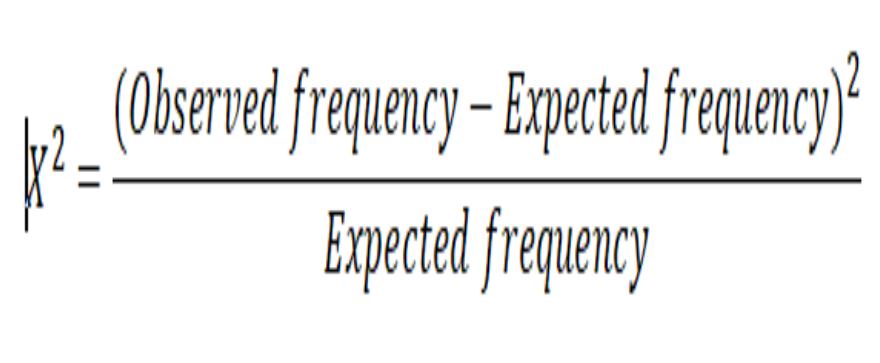 X² = (Observed frequency − Expected frequency)²
Expected frequency